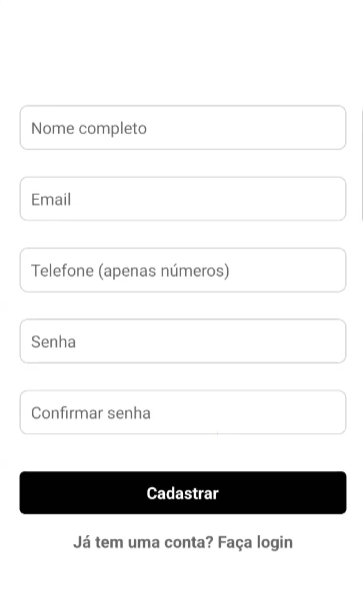 Nome completo
Email
Telefone (apenas números)
Senha
Confirmar senha
Cadastrar
Já tem uma conta? Faça login